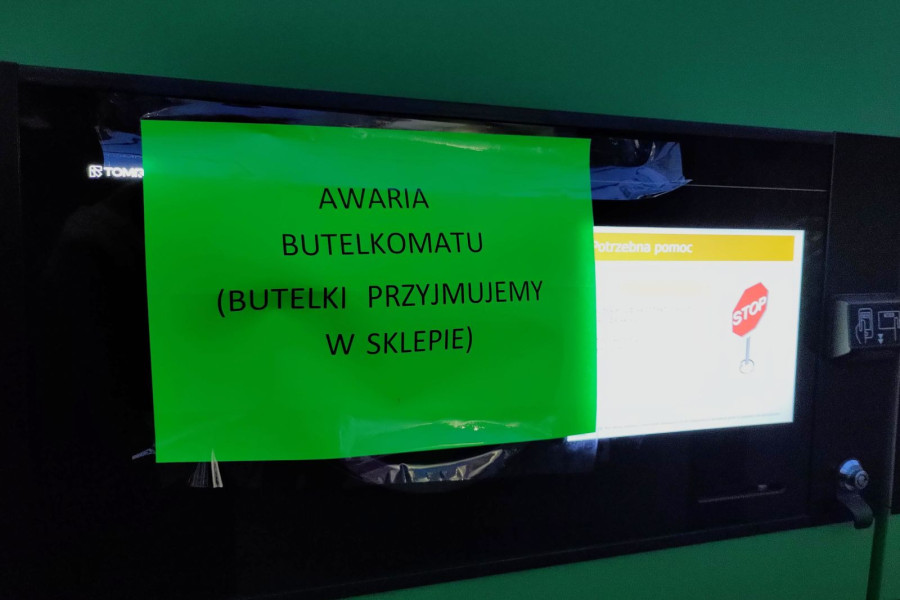 AWARIA
BUTELKOMATU
(BUTELKI PRZYJMUJEMY
W SKLEPIE)
Potrzebna pomoc
STOP